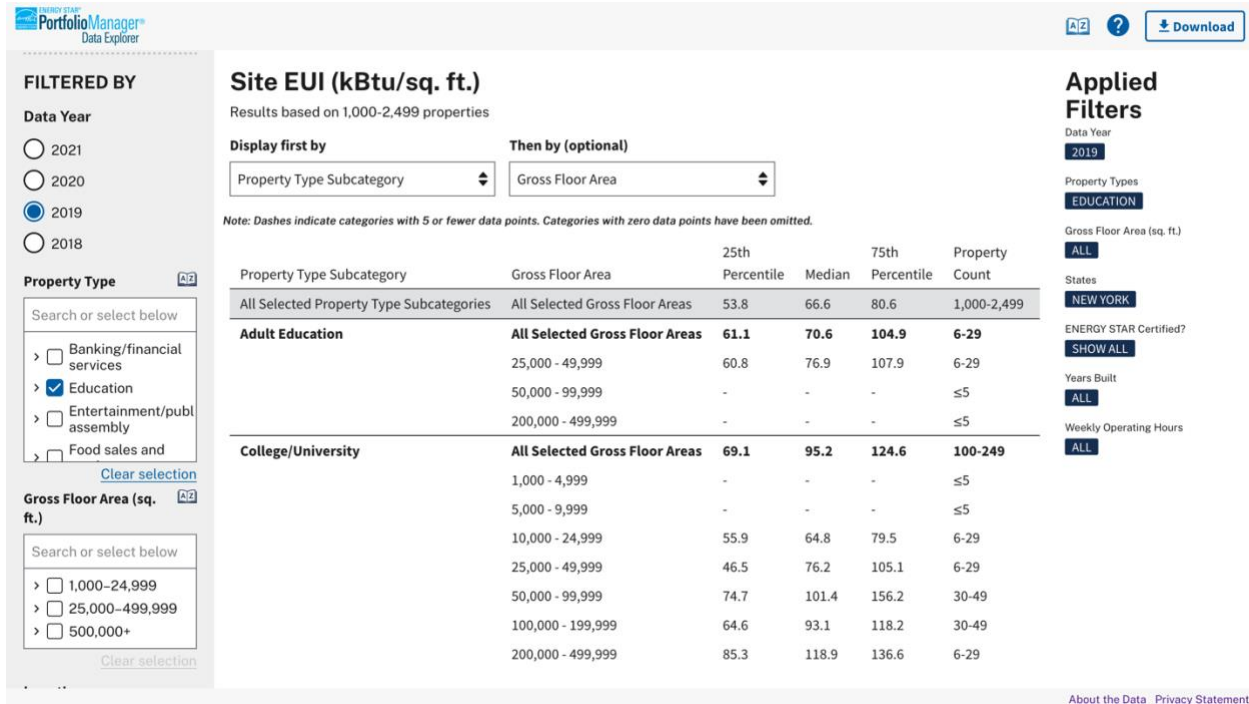 ENERGY STAR®
PortfolioManager®
Data Explorer
A Z
?
Download
FILTERED BY
Data Year
2021
2020
2019
2018
Property Type
A Z
Search or select below
Banking/financial
services
Education
Entertainment/publ
assembly
Food sales and
Clear selection
Gross Floor Area (sq.
ft.)
A Z
Search or select below
1,000–24,999
25,000–499,999
500,000+
Clear selection
Site EUI (kBtu/sq. ft.)
Results based on 1,000-2,499 properties
Display first by Then by (optional)
Property Type Subcategory Gross Floor Area
Note: Dashes indicate categories with 5 or fewer data points. Categories with zero data points have been omitted.
25th 75th Property
Property Type Subcategory Gross Floor Area Percentile Median Percentile Count
All Selected Property Type Subcategories All Selected Gross Floor Areas 53.8 66.6 80.6 1,000-2,499
Adult Education All Selected Gross Floor Areas 61.1 70.6 104.9 6-29
25,000 - 49,999 60.8 76.9 107.9 6-29
50,000 - 99,999 - - - ≤5
200,000 - 499,999 - - - ≤5
College/University All Selected Gross Floor Areas 69.1 95.2 124.6 100-249
1,000 - 4,999 - - - ≤5
5,000 - 9,999 - - - ≤5
10,000 - 24,999 55.9 64.8 79.5 6-29
25,000 - 49,999 46.5 76.2 105.1 6-29
50,000 - 99,999 74.7 101.4 156.2 30-49
100,000 - 199,999 64.6 93.1 118.2 30-49
200,000 - 499,999 85.3 118.9 136.6 6-29
Applied
Filters
Data Year
2019
Property Types
EDUCATION
Gross Floor Area (sq. ft.)
ALL
States
NEW YORK
ENERGY STAR Certified?
SHOW ALL
Years Built
ALL
Weekly Operating Hours
ALL
About the Data Privacy Statement